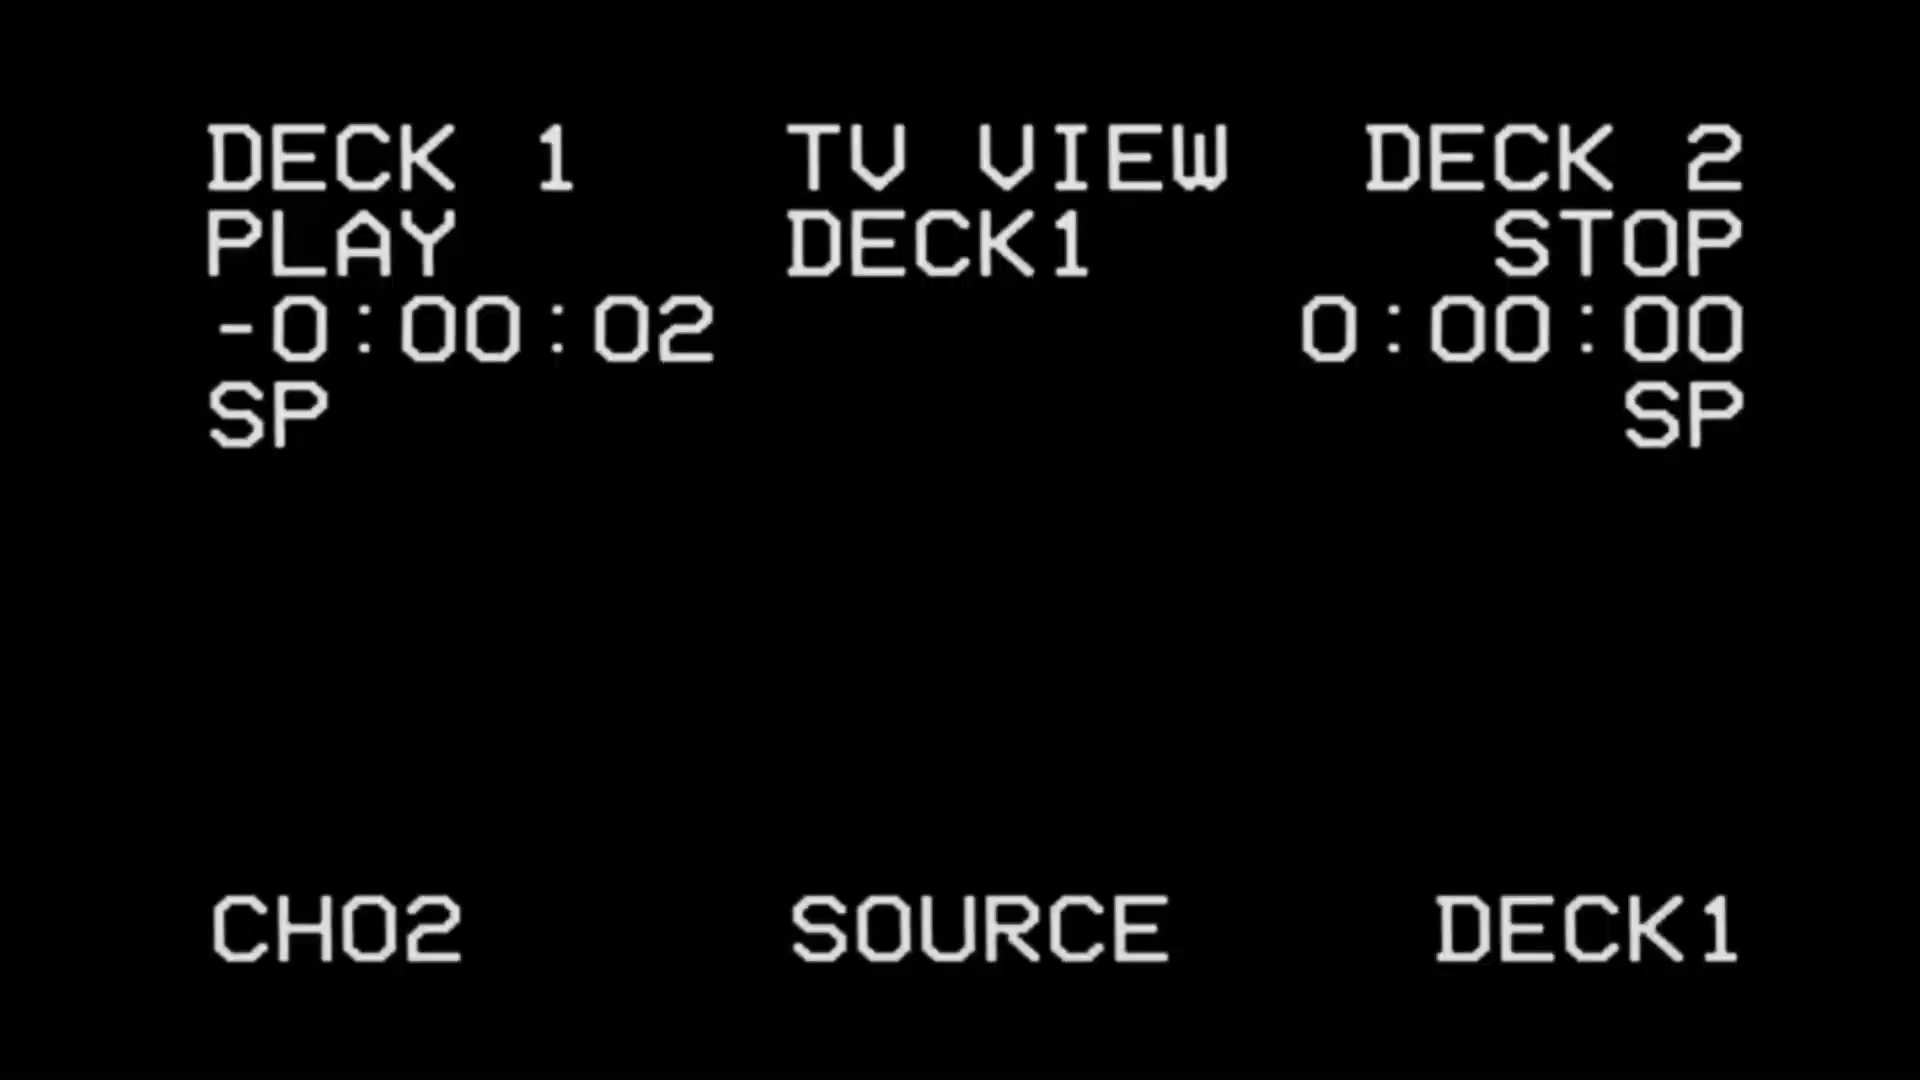 DECK 1 TV VIEW DECK 2
PLAY DECK1 STOP
-0:00:02 0:00:00
SP SP
CH02 SOURCE DECK1